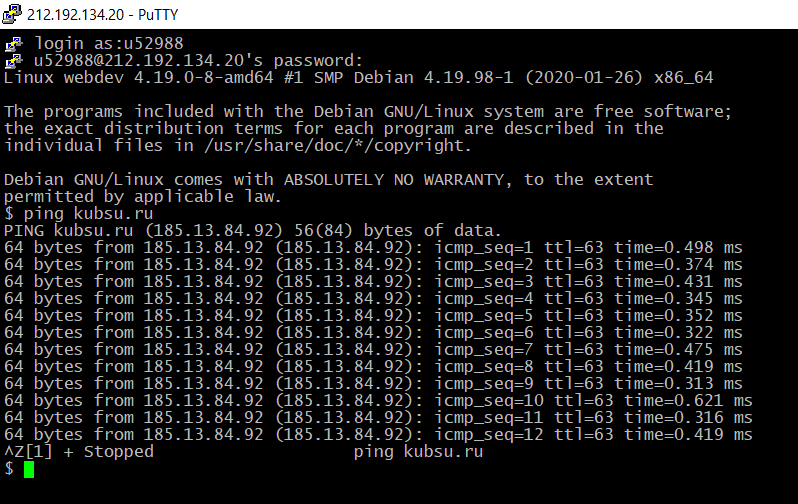 212.192.134.20 - PuTTY
login as:u52988
u52988@212.192.134.20's password:
Linux webdev 4.19.0-8-amd64 #1 SMP Debian 4.19.98-1 (2020-01-26) x86_64
The programs included with the Debian GNU/Linux system are free software;
the exact distribution terms for each program are described in the
individual files in /usr/share/doc/*/copyright.
Debian GNU/Linux comes with ABSOLUTELY NO WARRANTY, to the extent
permitted by applicable law.
$ ping kubsu.ru
PING kubsu.ru (185.13.84.92) 56(84) bytes of data.
64 bytes from 185.13.84.92 (185.13.84.92): icmp_seq=1 ttl=63 time=0.498 ms
64 bytes from 185.13.84.92 (185.13.84.92): icmp_seq=2 ttl=63 time=0.374 ms
64 bytes from 185.13.84.92 (185.13.84.92): icmp_seq=3 ttl=63 time=0.431 ms
64 bytes from 185.13.84.92 (185.13.84.92): icmp_seq=4 ttl=63 time=0.345 ms
64 bytes from 185.13.84.92 (185.13.84.92): icmp_seq=5 ttl=63 time=0.352 ms
64 bytes from 185.13.84.92 (185.13.84.92): icmp_seq=6 ttl=63 time=0.322 ms
64 bytes from 185.13.84.92 (185.13.84.92): icmp_seq=7 ttl=63 time=0.475 ms
64 bytes from 185.13.84.92 (185.13.84.92): icmp_seq=8 ttl=63 time=0.419 ms
64 bytes from 185.13.84.92 (185.13.84.92): icmp_seq=9 ttl=63 time=0.313 ms
64 bytes from 185.13.84.92 (185.13.84.92): icmp_seq=10 ttl=63 time=0.621 ms
64 bytes from 185.13.84.92 (185.13.84.92): icmp_seq=11 ttl=63 time=0.316 ms
64 bytes from 185.13.84.92 (185.13.84.92): icmp_seq=12 ttl=63 time=0.419 ms
^Z[1] + Stopped                    ping kubsu.ru
$